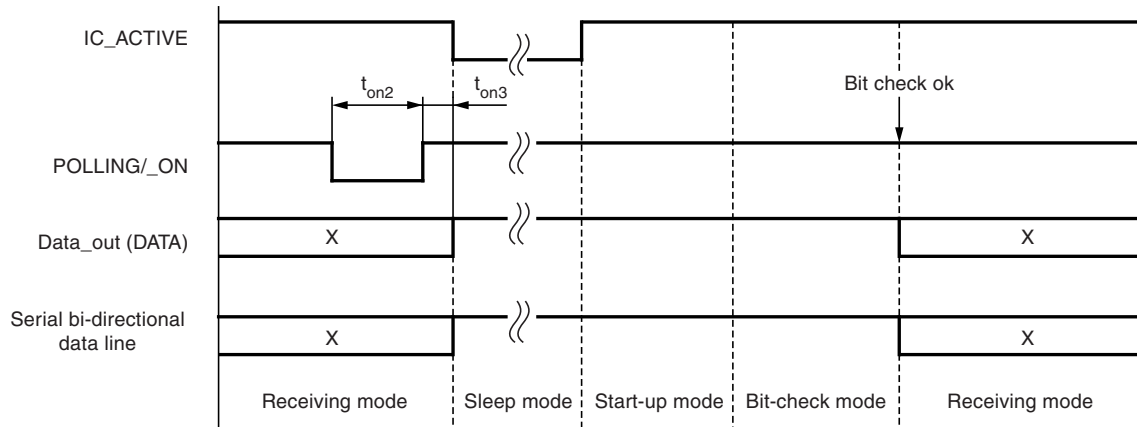 IC_ACTIVE
t_on2
t_on3
Bit check ok
POLLING/_ON
Data_out (DATA)
X
X
Serial bi-directional
data line
X
X
Receiving mode
Sleep mode
Start-up mode
Bit-check mode
Receiving mode